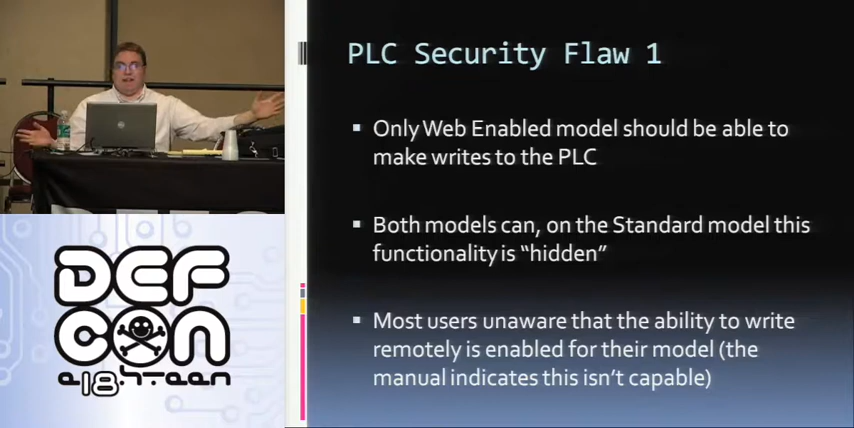 PLC Security Flaw 1
Only Web Enabled model should be able to
make writes to the PLC
Both models can, on the Standard model this
functionality is “hidden”
Most users unaware that the ability to write
remotely is enabled for their model (the
manual indicates this isn’t capable)
DEF
CON
e18h.teen